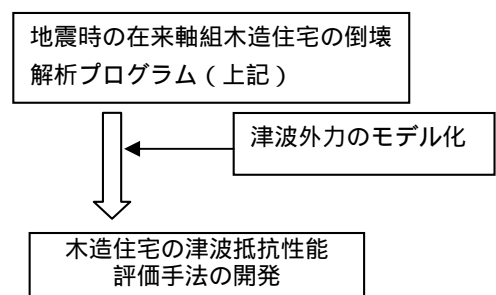 地震時の在来軸組木造住宅の倒壊
解析プログラム(上記)
津波外力のモデル化
木造住宅の津波抵抗性能
評価手法の開発